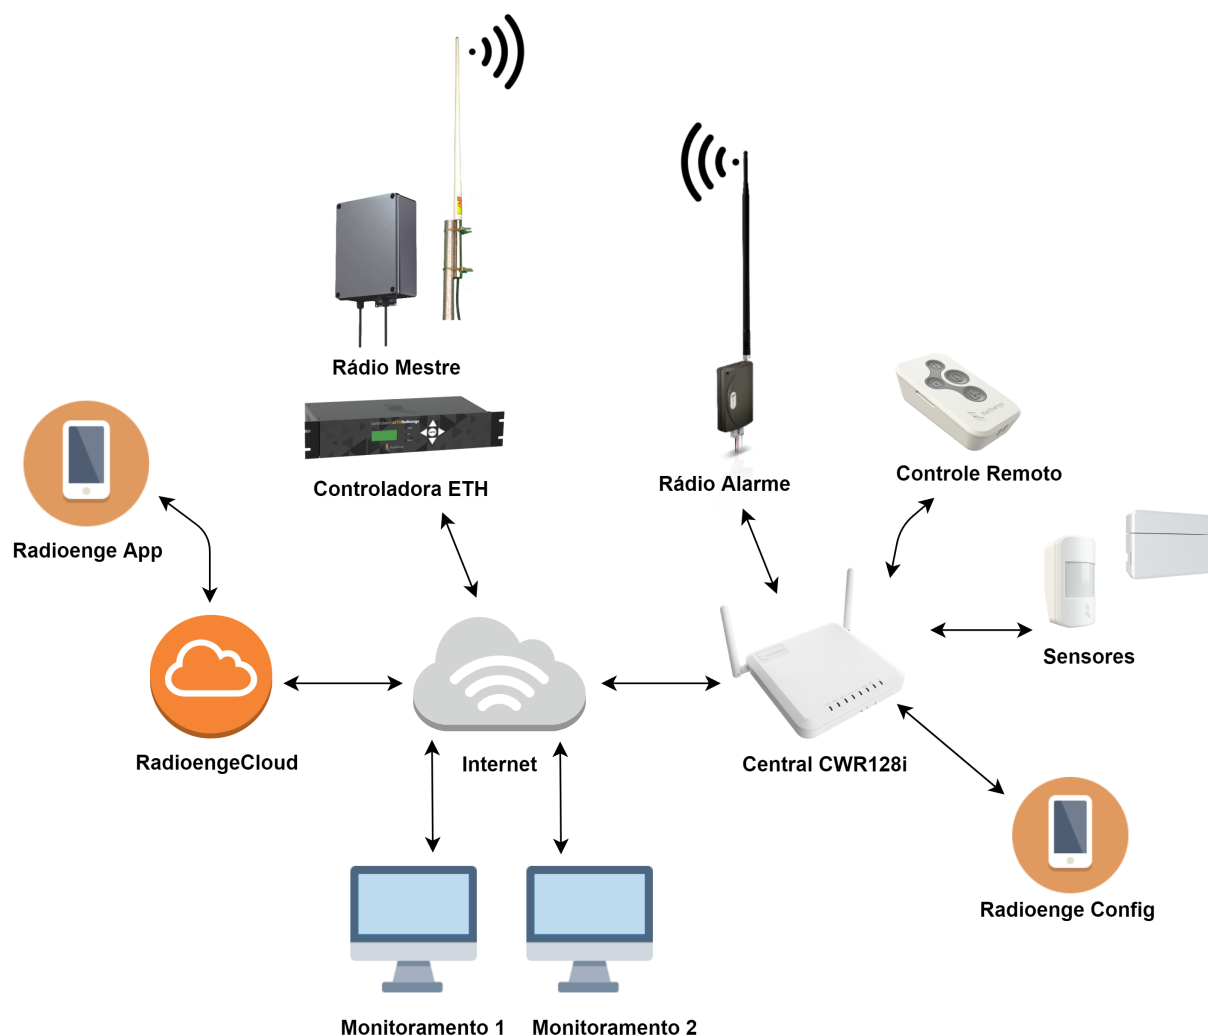 Rádio Mestre
Controladora ETH
Rádio Alarme
Controle Remoto
Radioenge App
Sensores
RadioengeCloud
Internet
Central CWR128i
Radioenge Config
Monitoramento 1
Monitoramento 2